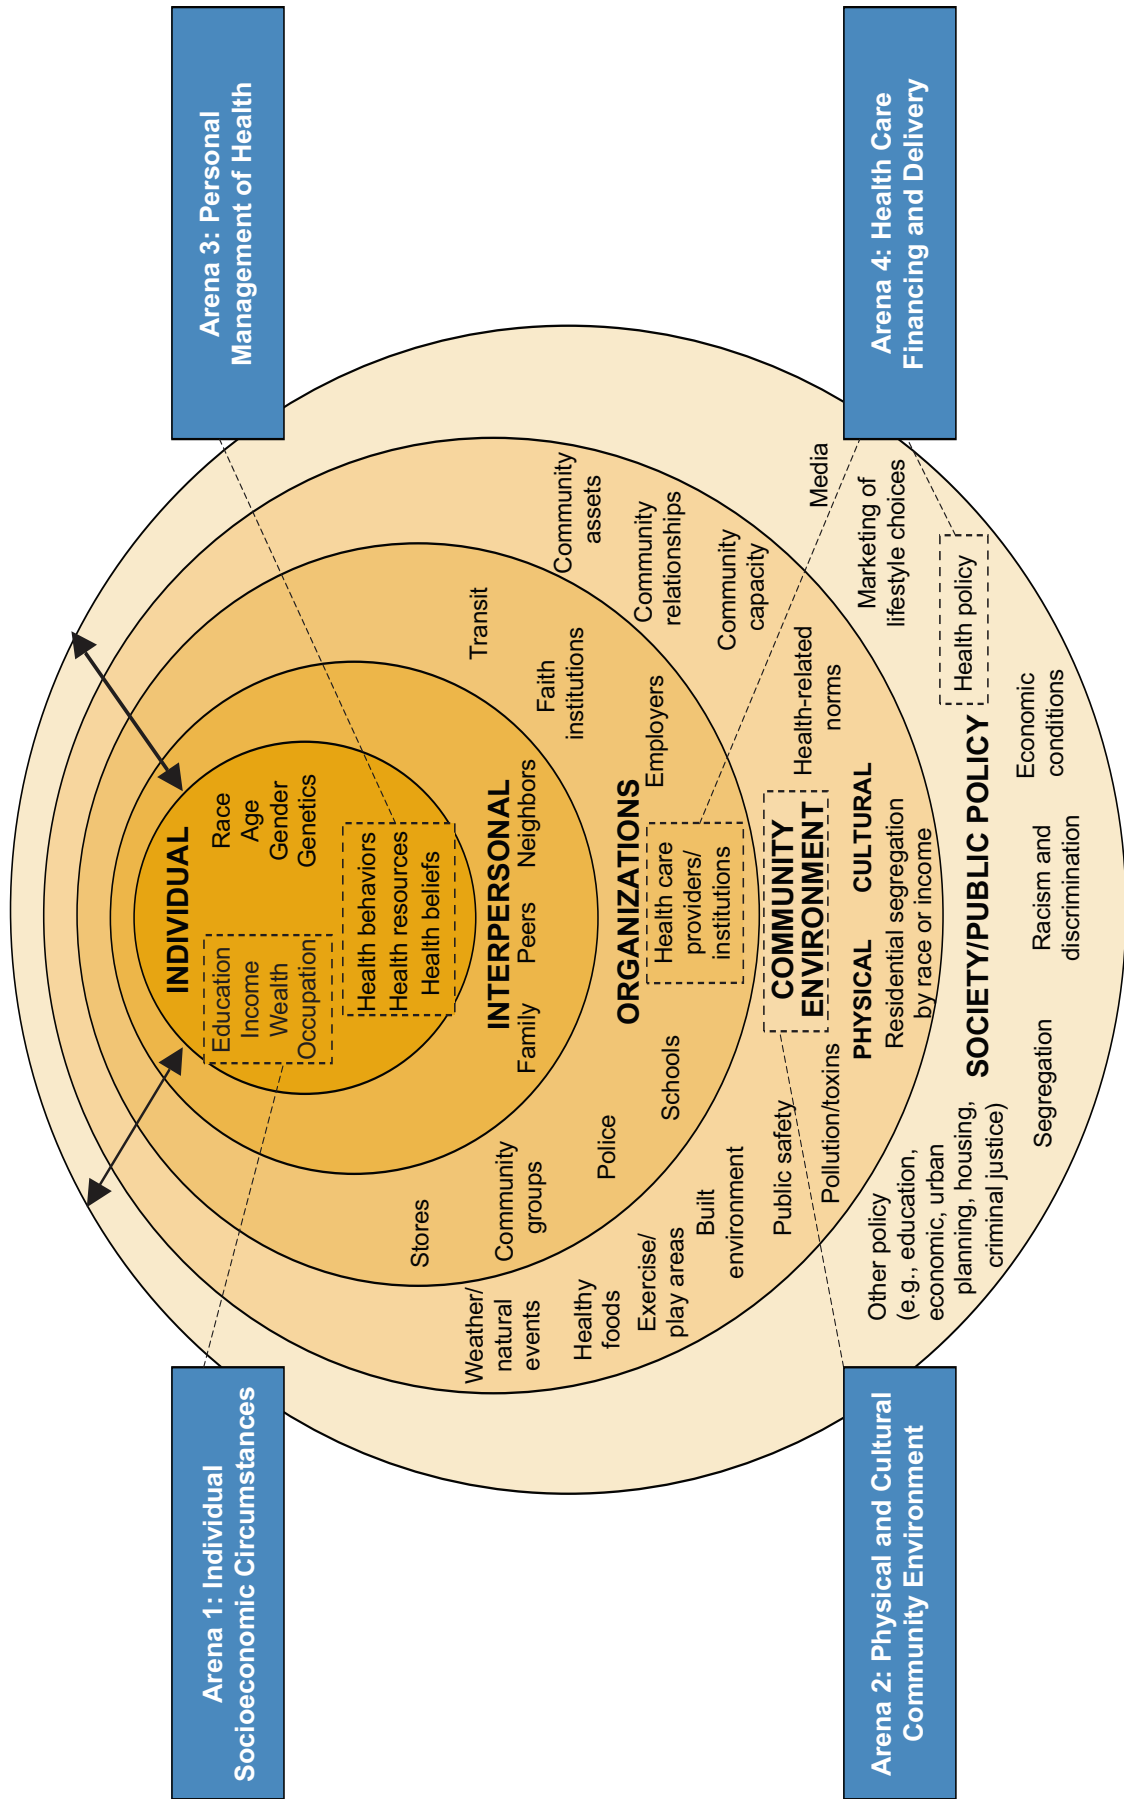 Arena 1: Individual
Socioeconomic Circumstances
Arena 3: Personal
Management of Health
INDIVIDUAL
Education
Income
Wealth
Occupation
Race
Age
Gender
Genetics
Health behaviors
Health resources
Health beliefs
INTERPERSONAL
Family
Peers
Neighbors
Stores
Community
groups
Police
Schools
Transit
Faith
institutions
Employers
ORGANIZATIONS
Health care
providers/
institutions
Weather/
natural
events
Healthy
foods
Exercise/
play areas
Built
environment
Public safety
Pollution/toxins
Community
assets
Community
relationships
Community
capacity
Health-related
norms
COMMUNITY
ENVIRONMENT
PHYSICAL
CULTURAL
Residential segregation
by race or income
Media
Marketing of
lifestyle choices
Health policy
SOCIETY/PUBLIC POLICY
Other policy
(e.g., education,
economic, urban
planning, housing,
criminal justice)
Segregation
Racism and
discrimination
Economic
conditions
Arena 2: Physical and Cultural
Community Environment
Arena 4: Health Care
Financing and Delivery